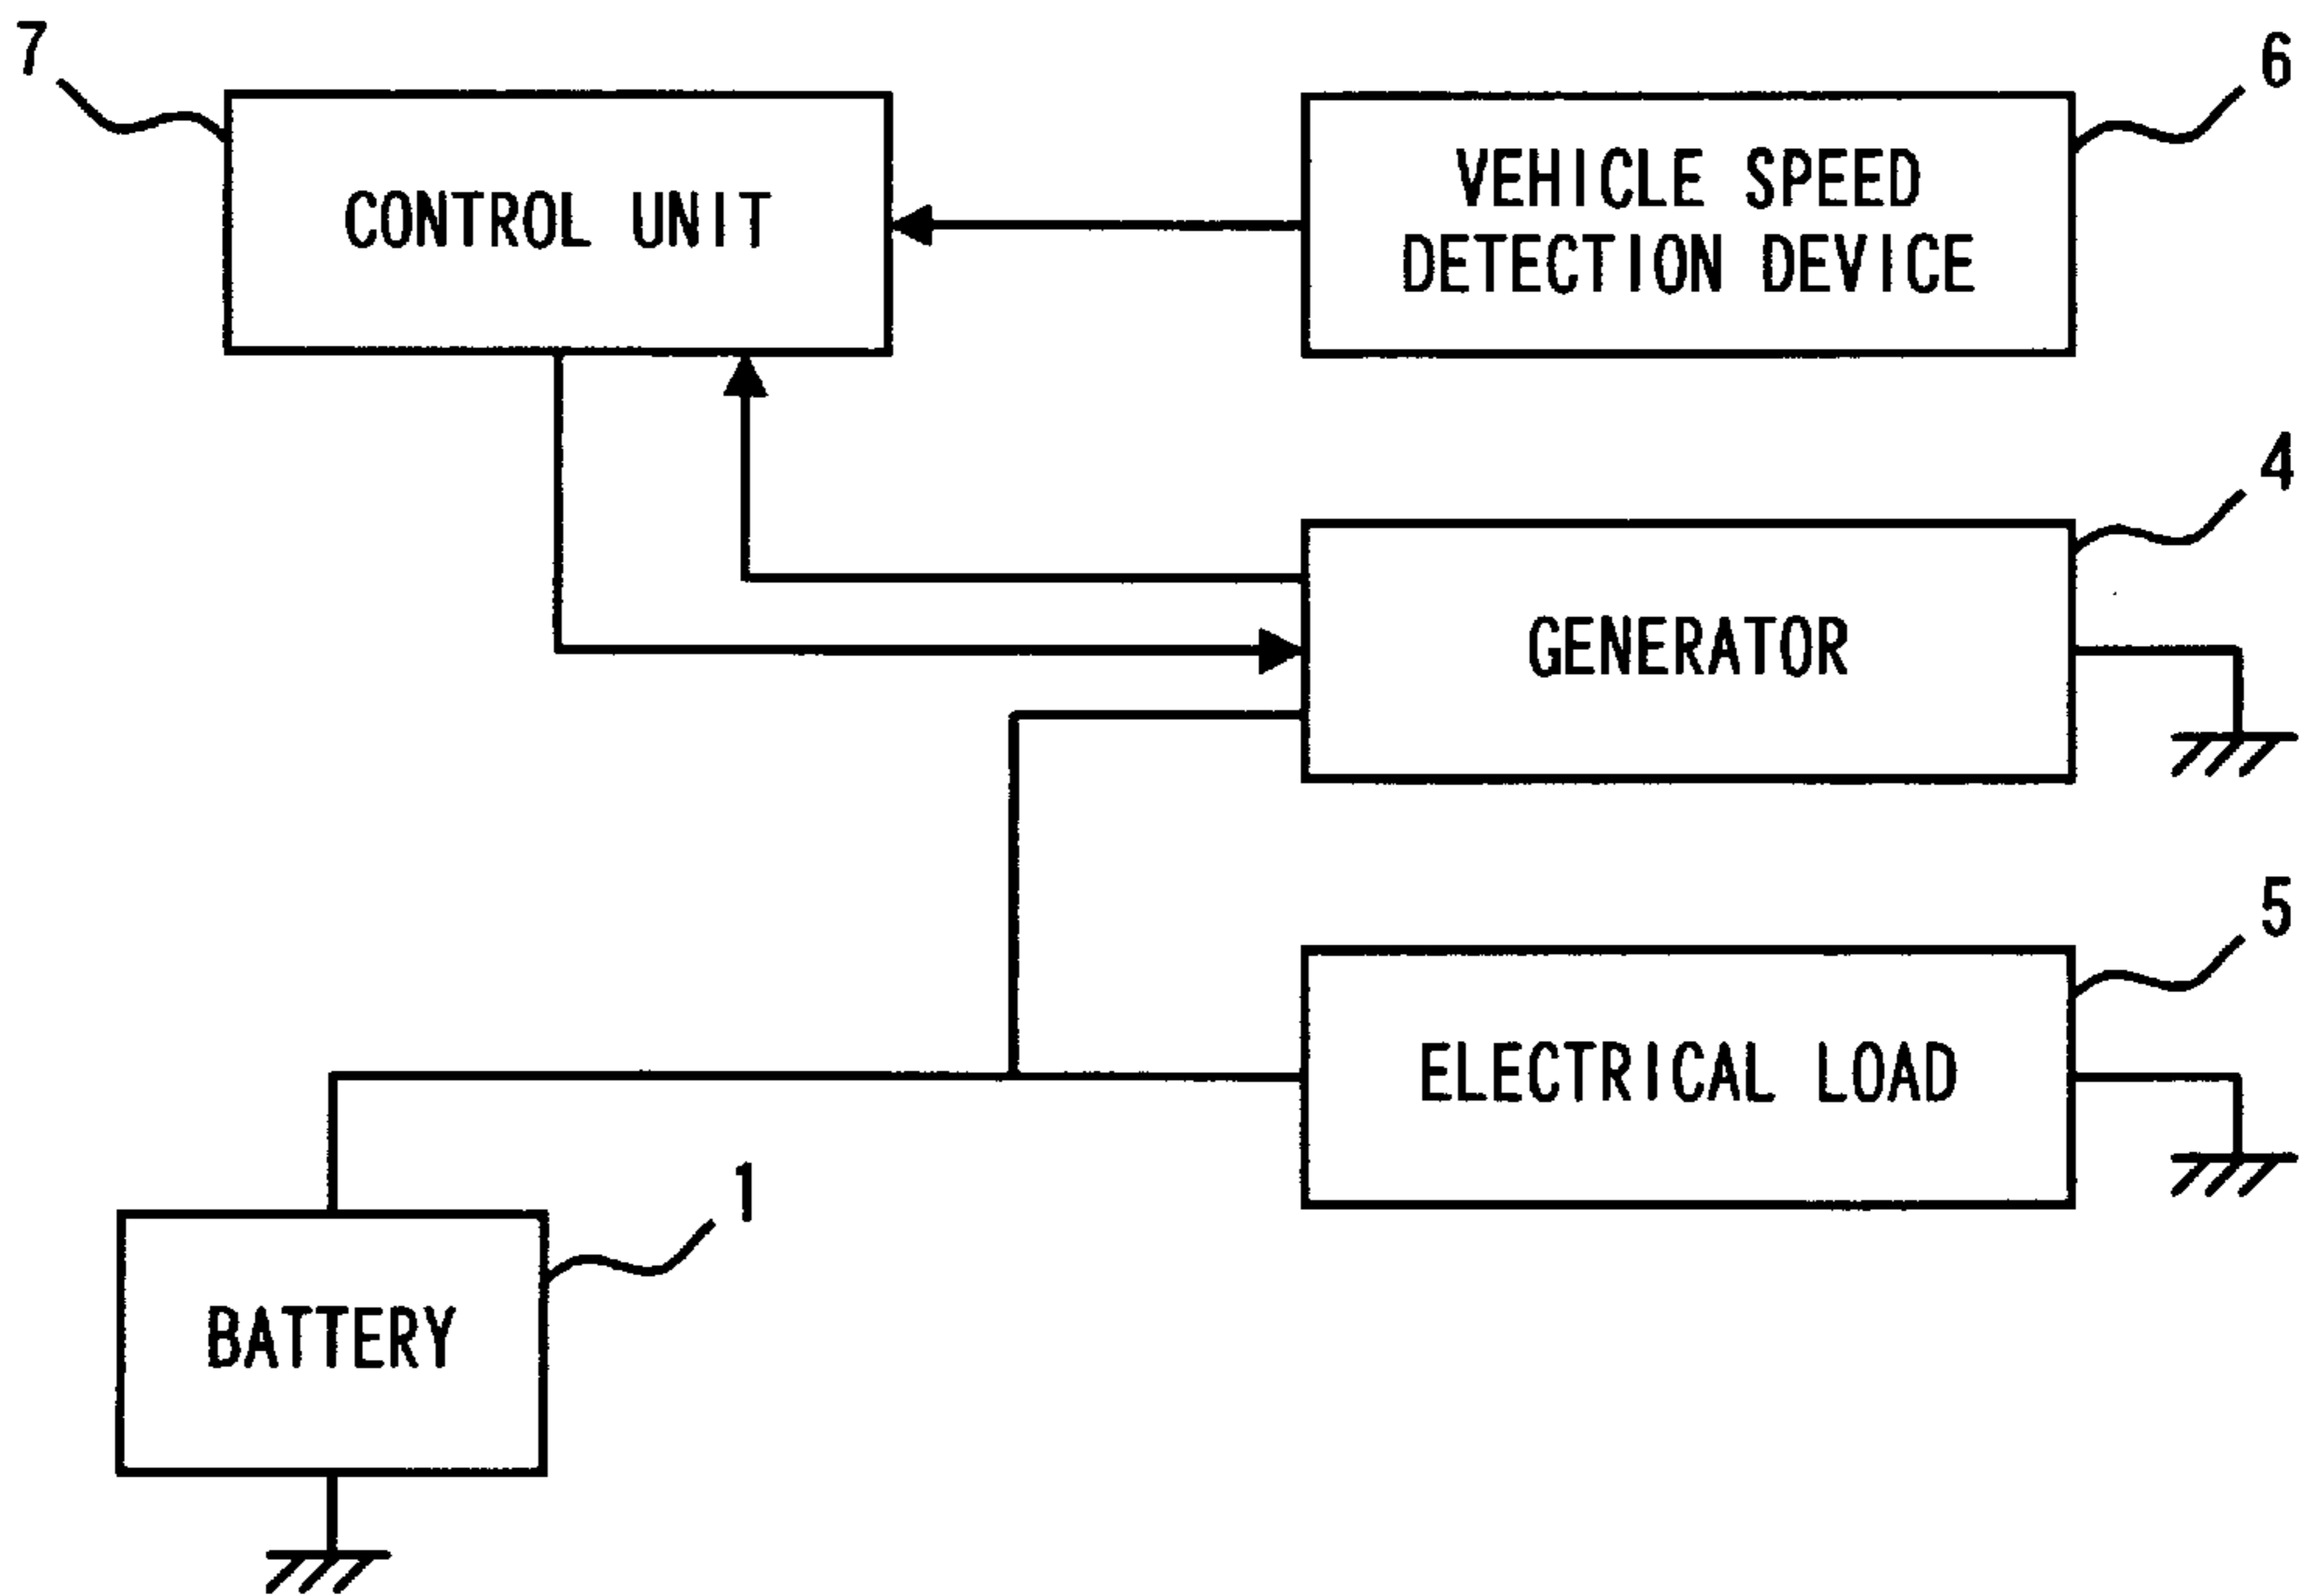 7
6
CONTROL UNIT
VEHICLE SPEED
DETECTION DEVICE
4
GENERATOR
5
ELECTRICAL LOAD
1
BATTERY